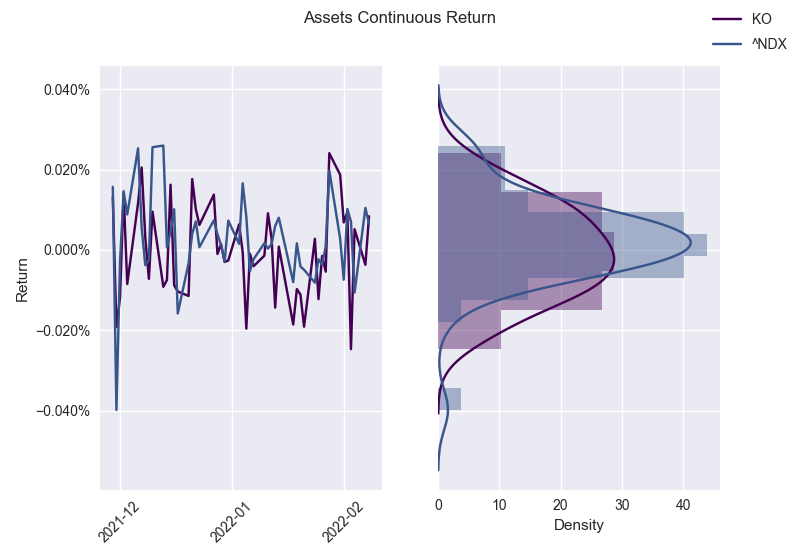 Assets Continuous Return
KO
^NDX
0.040%
0.020%
0.000%
−0.020%
−0.040%
Return
2021-12
2022-01
2022-02
0
10
20
30
40
Density